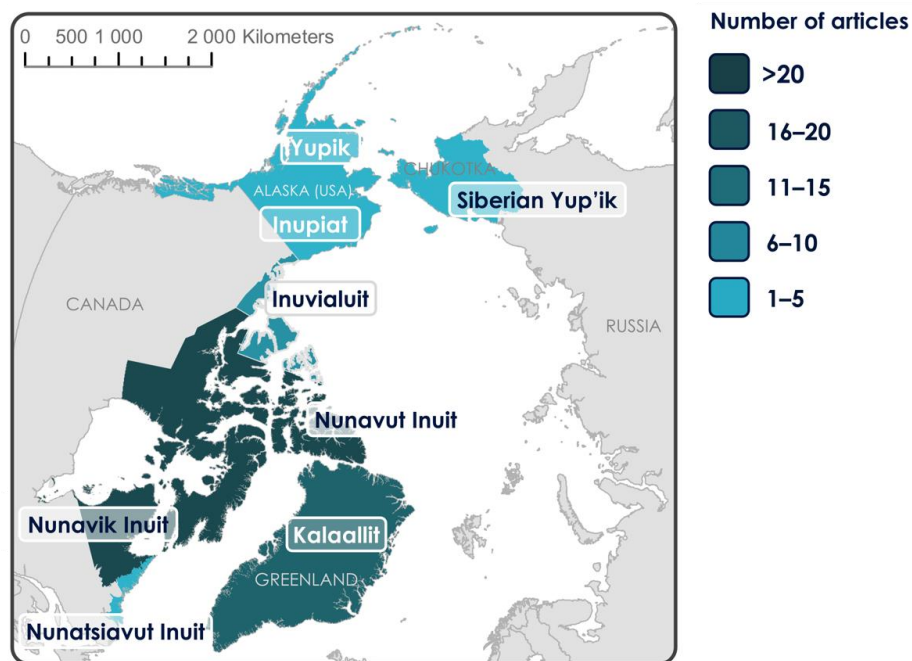 Number of articles
>20
16–20
11–15
6–10
1–5
0 500 1 000 2 000 Kilometers
Yupik
CHUKOTKA
ALASKA (USA)
Siberian Yup’ik
Inupiat
Inuvialuit
CANADA
RUSSIA
Nunavut Inuit
Nunavik Inuit
Kalaallit
GREENLAND
Nunatsiavut Inuit